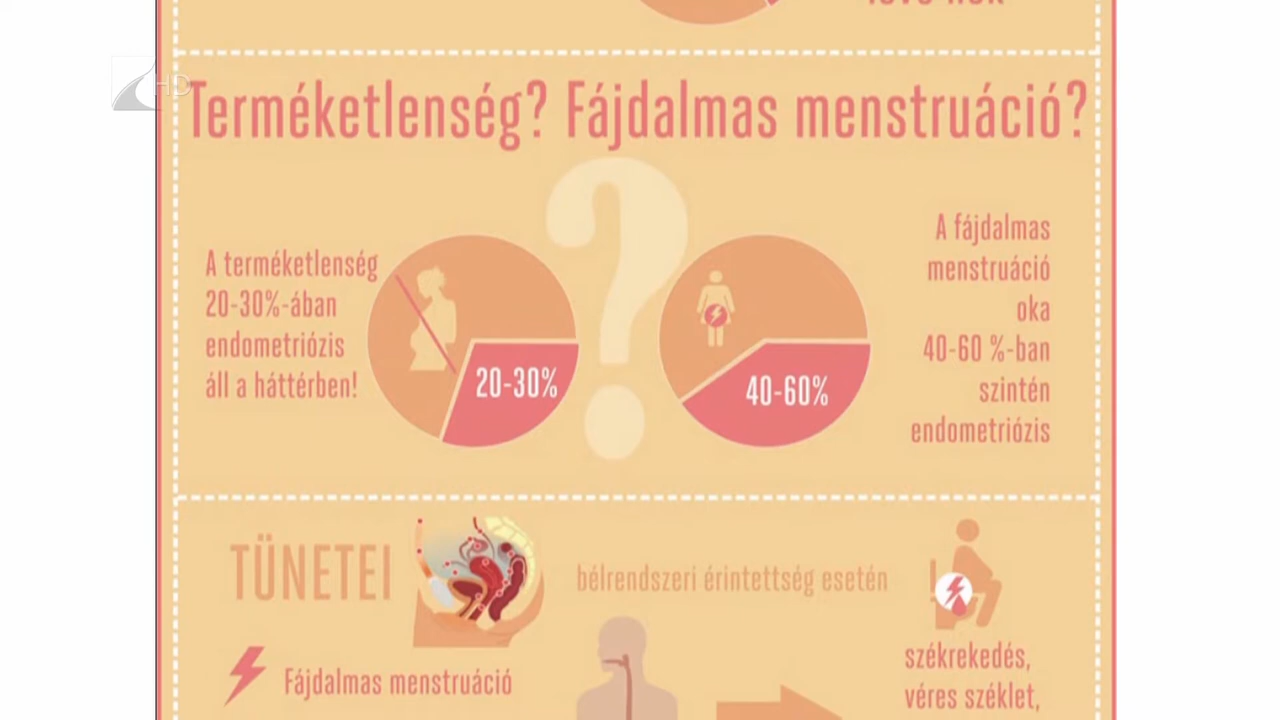 HD
Terméketlenség? Fájdalmas menstruáció?
A terméketlenség
20-30%-ában
endometriózis
áll a háttérben!
20-30%
40-60%
A fájdalmas
menstruáció
oka
40-60 %-ban
szintén
endometriózis
TÜNETEI
bélrendszeri érintettség esetén
Fájdalmas menstruáció
székrekedés,
véres széklet,